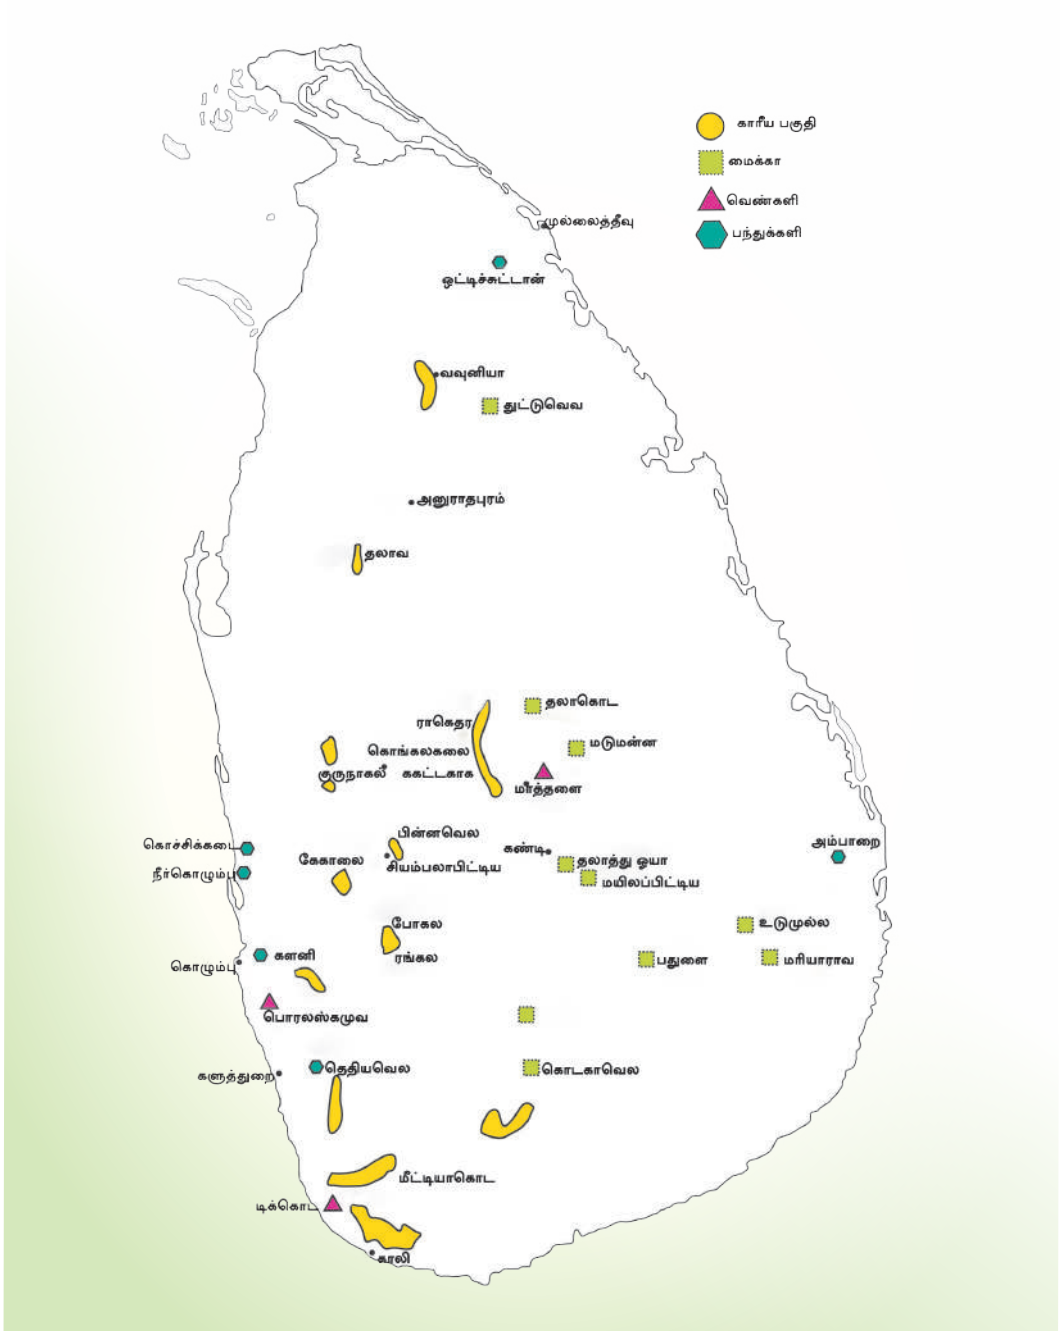 காரீய பகுதி
மைக்கா
வெண்களி
பந்துக்களி
முல்லைத்தீவு
ஒட்டிச்சுட்டான்
வவுனியா
துட்டுவெவ
அனுராதபுரம்
தலாவ
தலாகொட
ராகெதர
மடுமன்ன
கொங்கலகலை
குருநாகல்
ககட்டகாக
மாத்தளை
பின்னவெல
அம்பாறை
கொச்சிக்கடை
கண்டி
கேகாலை
சியம்பலாபிட்டிய
தலாத்து ஓயா
நீர்கொழும்பு
மயிலப்பிட்டிய
போகல
உடுமுல்ல
களனி
ரங்கல
பதுளை
மரியாராவ
கொழும்பு
பொரலஸ்கமுவ
தெதியவெல
கொடகாவெல
களுத்துறை
மீட்டியாகொட
டிக்கொட
காலி